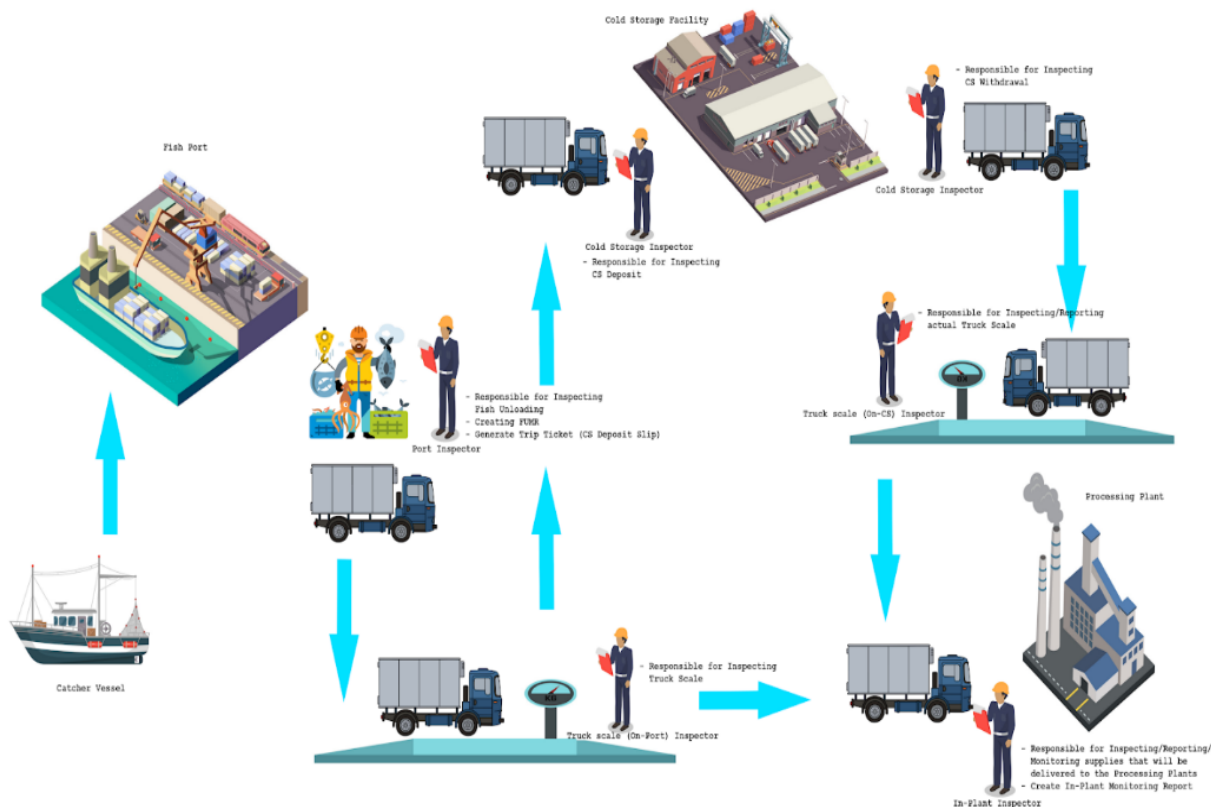 Cold Storage Facility
- Responsible for Inspecting
CS Withdrawal
Cold Storage Inspector
Fish Port
Cold Storage Inspector
- Responsible for Inspecting
CS Deposit
- Responsible for Inspecting/Reporting
actual Truck Scale
Truck scale (On-CS) Inspector
- Responsible for Inspecting
Fish Unloading
- Creating FUMR
- Generate Trip Ticket (CS Deposit Slip)
Port Inspector
Processing Plant
Catcher Vessel
- Responsible for Inspecting
Truck Scale
KG
Truck scale (On-Port) Inspector
- Responsible for Inspecting/Reporting/
Monitoring supplies that will be
delivered to the Processing Plants
- Create In-Plant Monitoring Report
In-Plant Inspector